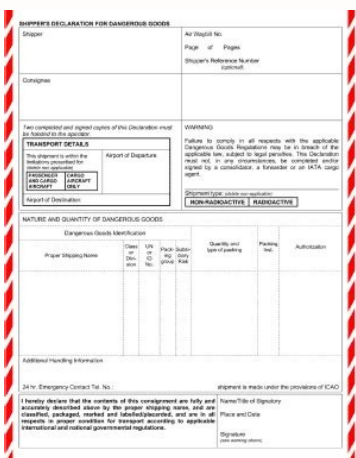 SHIPPER'S DECLARATION FOR DANGEROUS GOODS
Shipper
Air Waybill No.
Page of Pages
Shipper's Reference Number
(optional)
Consignee
Two completed and signed copies of this Declaration must
be handed to the operator.
TRANSPORT DETAILS
This shipment is within the
limitations prescribed for
(delete non applicable)
PASSENGER
AND CARGO
AIRCRAFT
CARGO
AIRCRAFT
ONLY
Airport of Departure
Airport of Destination:
WARNING
Failure to comply in all respects with the applicable
Dangerous Goods Regulations may be in breach of the
applicable law, subject to legal penalties. This Declaration
must not, in any circumstances, be completed and/or
signed by a consolidator, a forwarder or an IATA cargo
agent.
Shipment type: (delete non-applicable)
NON-RADIOACTIVE RADIOACTIVE
NATURE AND QUANTITY OF DANGEROUS GOODS
Dangerous Goods Identification
Proper Shipping Name
Class
or
Divi-
sion
UN
or
ID
No.
Pack-
ing
group
Subsi-
diary
Risk
Quantity and
type of packing
Packing
Inst.
Authorization
Additional Handling Information
24 hr. Emergency Contact Tel. No.:
shipment is made under the provisions of ICAO
I hereby declare that the contents of this consignment are fully and
accurately described above by the proper shipping name, and are
classified, packaged, marked and labelled/placarded, and are in all
respects in proper condition for transport according to applicable
international and national governmental regulations.
Name/Title of Signatory
Place and Date
Signature
(see warning above)